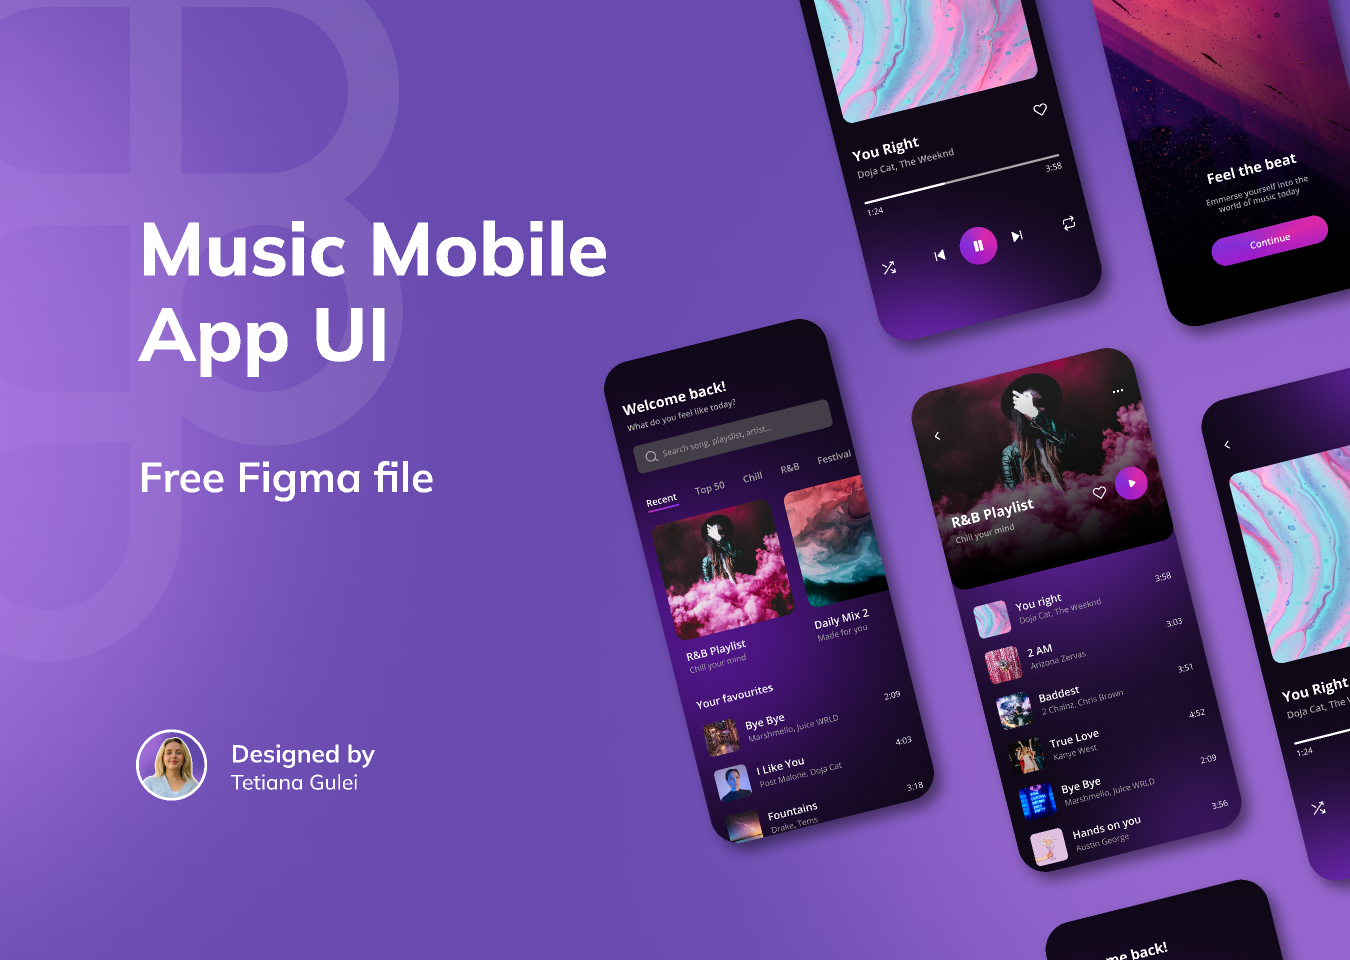 Music Mobile
App UI
Free Figma file
Designed by
Tetiana Gulei
You Right
Doja Cat, The Weeknd
3:58
1:24
Feel the beat
Emmerse yourself into the
world of music today
Continue
Welcome back!
What do you feel like today?
Search song, playslist, artist...
Recent
Top 50
Chill
R&B
Festival
R&B Playlist
Chill your mind
Daily Mix 2
Made for you
Your favourites
Bye Bye
Marshmello, Juice WRLD
2:09
I Like You
Post Malone, Doja Cat
4:03
Fountains
Drake, Tems
3:18
R&B Playlist
Chill your mind
You right
Doja Cat, The Weeknd
3:58
2 AM
Arizona Zervas
3:03
Baddest
2 Chainz, Chris Brown
3:51
True Love
Kanye West
4:52
Bye Bye
Marshmello, Juice WRLD
2:09
Hands on you
Austin George
3:56
You Right
Doja Cat, The
1:24
back!